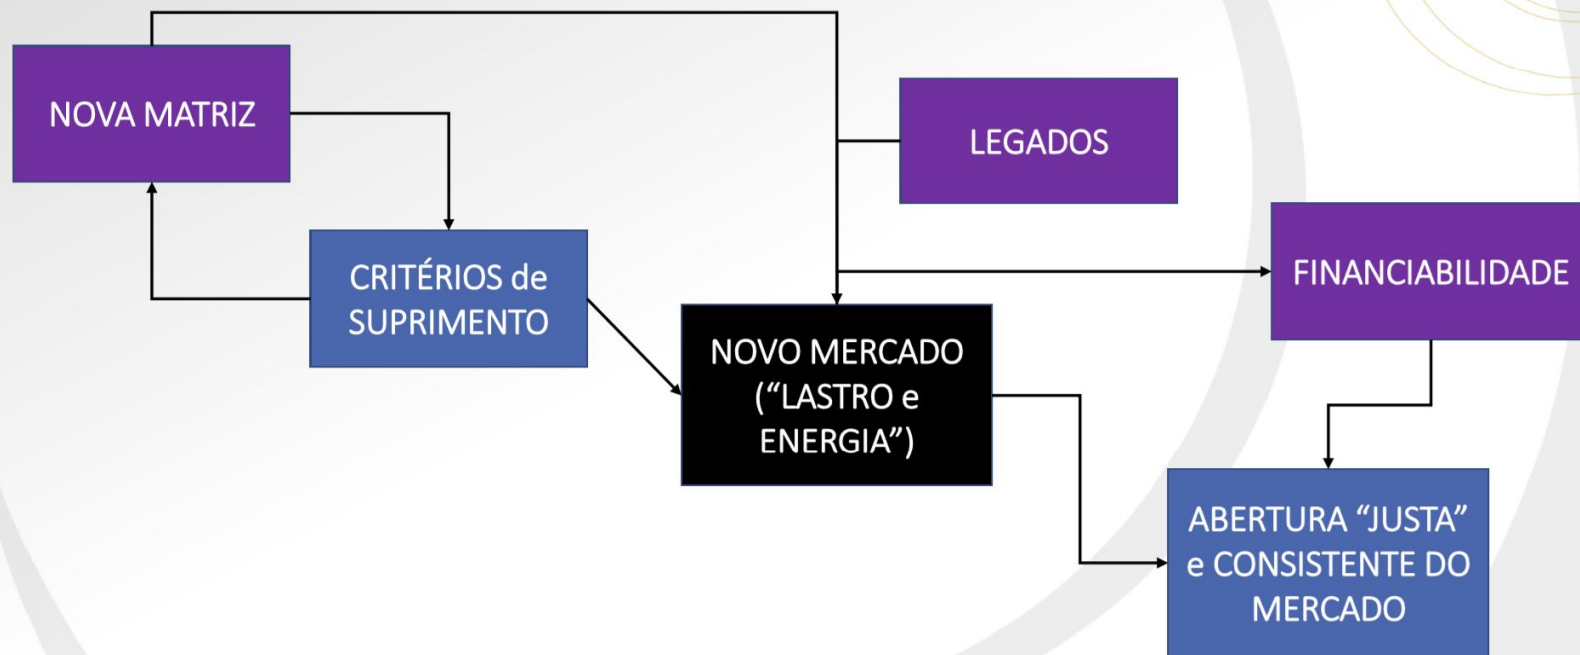 NOVA MATRIZ
LEGADOS
CRITÉRIOS de
SUPRIMENTO
FINANCIABILIDADE
NOVO MERCADO
(“LASTRO e
ENERGIA”)
ABERTURA “JUSTA”
e CONSISTENTE DO
MERCADO